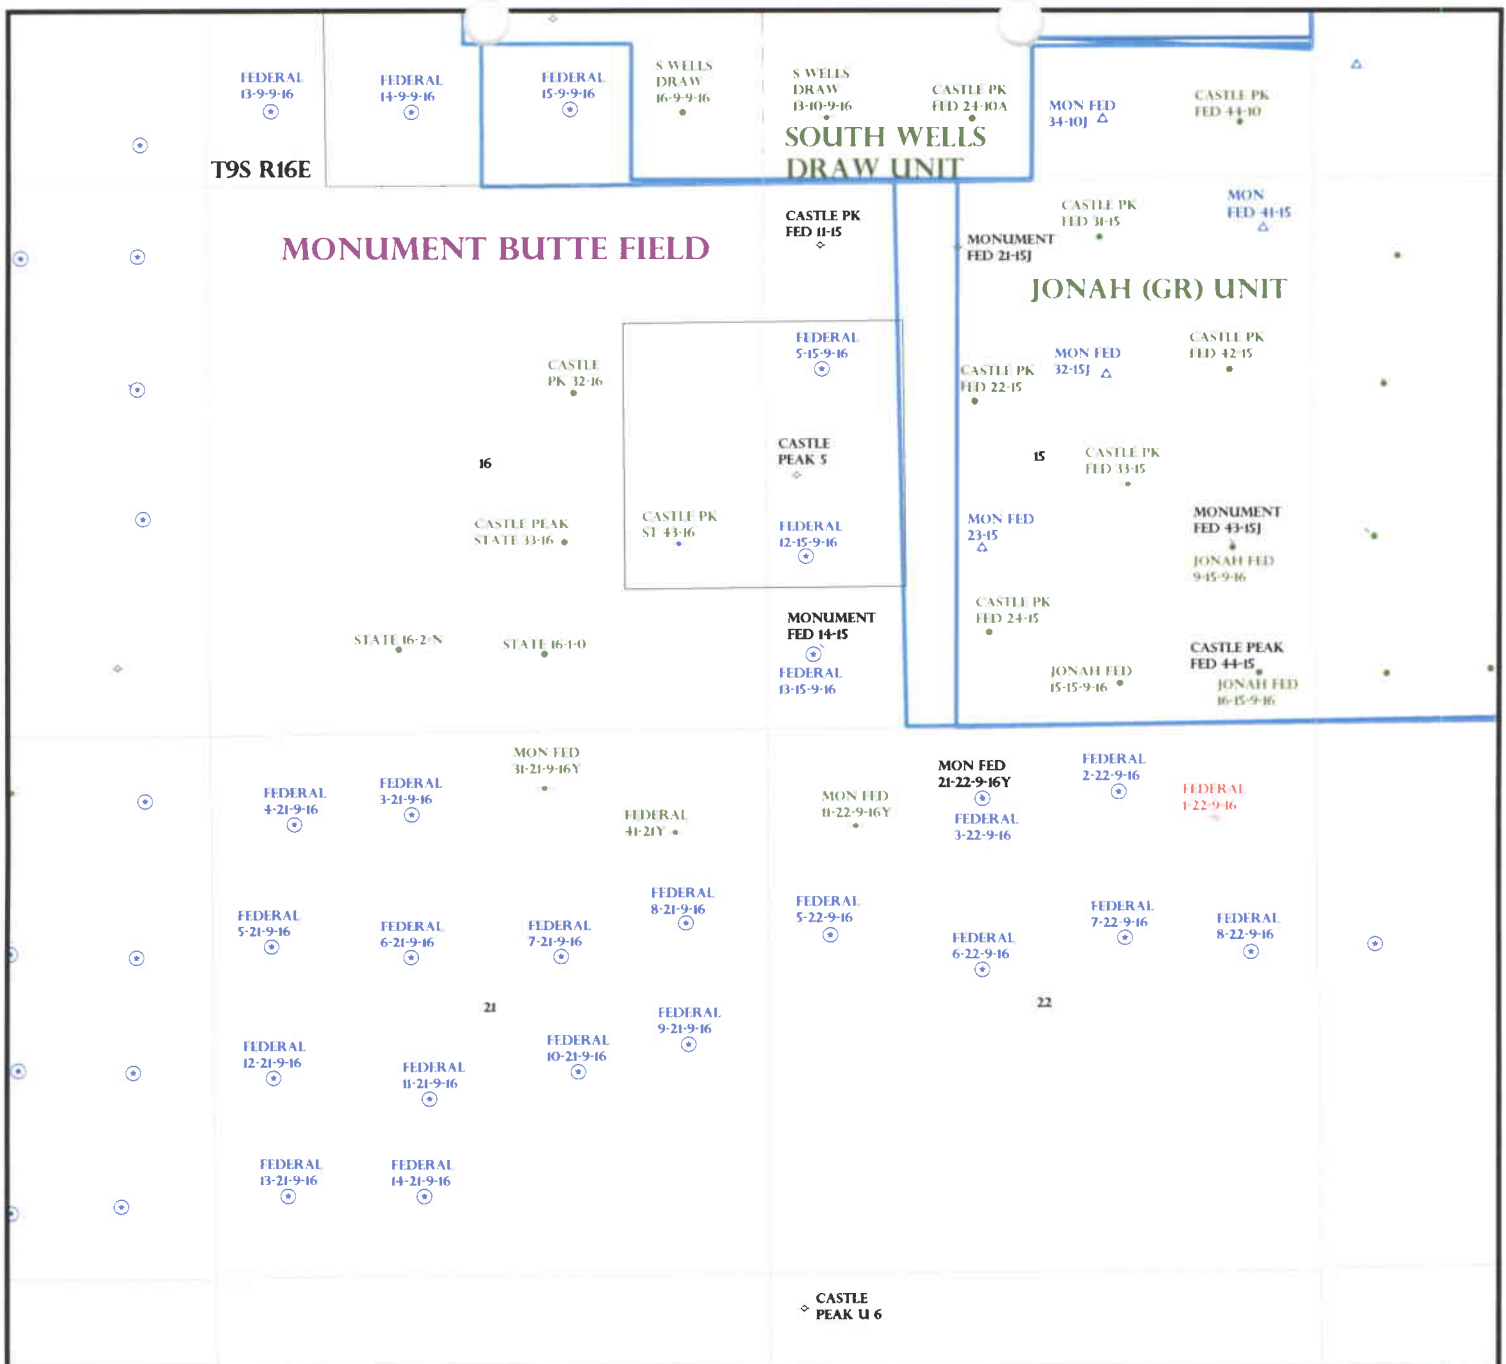 FEDERAL
13-9-9-16
FEDERAL
14-9-9-16
FEDERAL
15-9-9-16
S WELLS
DRAW
16-9-9-16
S WELLS
DRAW
13-10-9-16
CASTLE PK
FED 24-10A
MON FED
34-10J
CASTLE PK
FED 44-10
SOUTH WELLS
DRAW UNIT
T9S R16E
MONUMENT BUTTE FIELD
CASTLE PK
FED 11-15
MONUMENT
FED 21-15J
CASTLE PK
FED 31-15
MON
FED 41-15
JONAH (GR) UNIT
CASTLE
PK 32-16
FEDERAL
5-15-9-16
CASTLE PK
FED 22-15
MON FED
32-15J
CASTLE PK
FED 42-15
16
CASTLE
PEAK 5
15
CASTLE PK
FED 33-15
CASTLE PEAK
STATE 33-16
CASTLE PK
ST 43-16
FEDERAL
12-15-9-16
MON FED
23-15
MONUMENT
FED 43-15J
JONAH FED
9-15-9-16
STATE 16-2-N
STATE 16-1-O
MONUMENT
FED 14-15
FEDERAL
13-15-9-16
CASTLE PK
FED 24-15
JONAH FED
15-15-9-16
CASTLE PEAK
FED 44-15
JONAH FED
16-15-9-16
FEDERAL
4-21-9-16
FEDERAL
3-21-9-16
MON FED
31-21-9-16Y
FEDERAL
41-21Y
MON FED
11-22-9-16Y
MON FED
21-22-9-16Y
FEDERAL
3-22-9-16
FEDERAL
2-22-9-16
FEDERAL
1-22-9-16
FEDERAL
5-21-9-16
FEDERAL
6-21-9-16
FEDERAL
7-21-9-16
FEDERAL
8-21-9-16
FEDERAL
5-22-9-16
FEDERAL
6-22-9-16
FEDERAL
7-22-9-16
FEDERAL
8-22-9-16
21
22
FEDERAL
12-21-9-16
FEDERAL
11-21-9-16
FEDERAL
10-21-9-16
FEDERAL
9-21-9-16
FEDERAL
13-21-9-16
FEDERAL
14-21-9-16
CASTLE
PEAK U 6